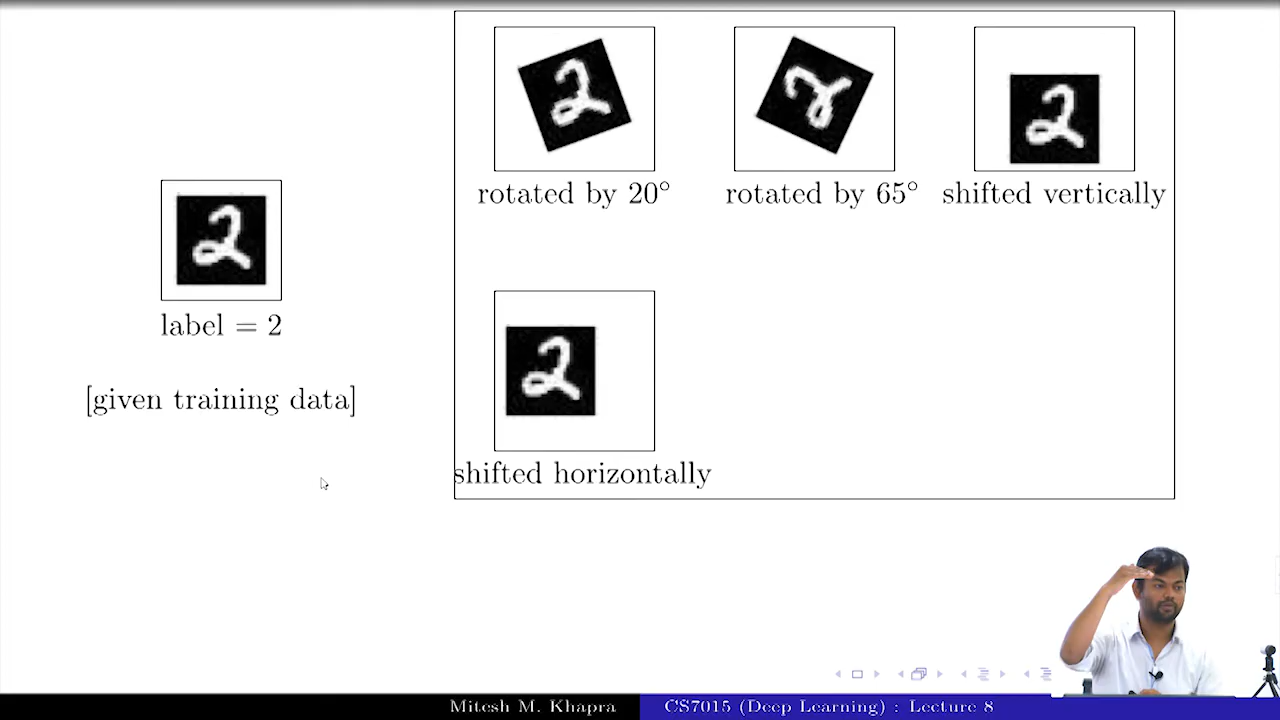 rotated by 20°
rotated by 65°
shifted vertically
label = 2
[given training data]
shifted horizontally
Mitesh M. Khapra
CS7015 (Deep Learning) : Lecture 8